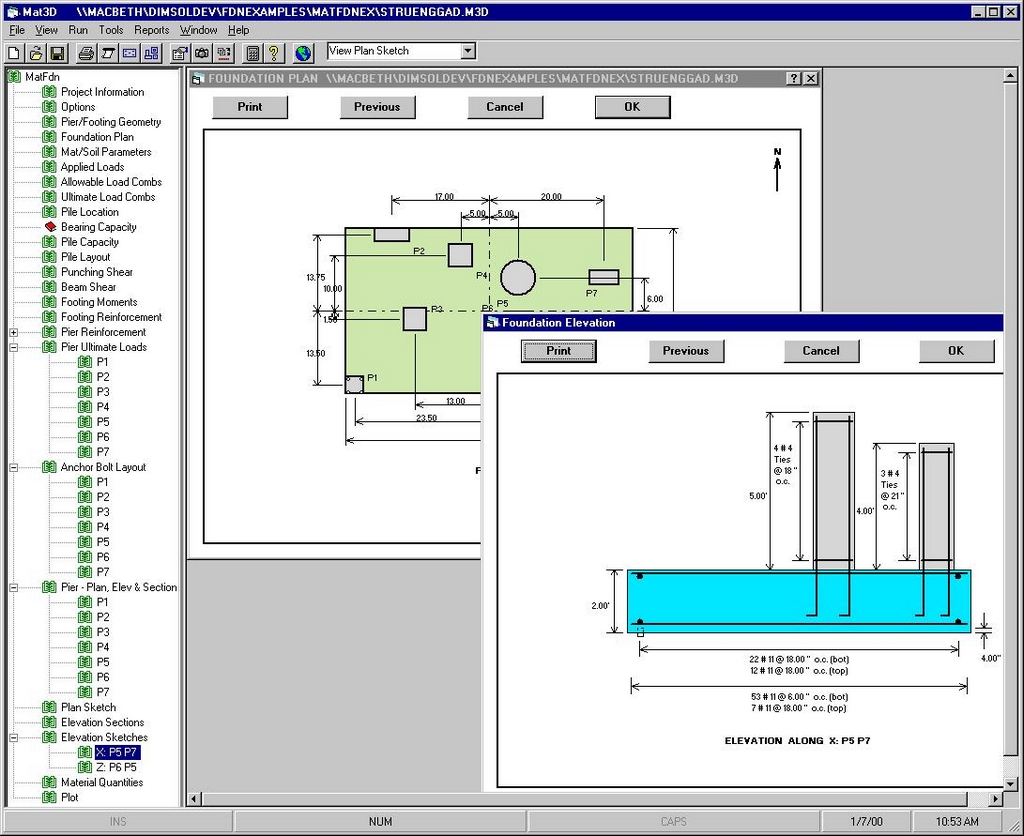 Mat3D \\MACBETH\DIMSOLDEV\FDNEXAMPLES\MATFDNEX\STRUENGGAD.M3D
File View Run Tools Reports Window Help
View Plan Sketch
MatFdn
Project Information
Options
Pier/Footing Geometry
Foundation Plan
Mat/Soil Parameters
Applied Loads
Allowable Load Combs
Ultimate Load Combs
Pile Location
Bearing Capacity
Pile Capacity
Pile Layout
Punching Shear
Beam Shear
Footing Moments
Footing Reinforcement
Pier Reinforcement
Pier Ultimate Loads
P1
P2
P3
P4
P5
P6
P7
Anchor Bolt Layout
P1
P2
P3
P4
P5
P6
P7
Pier - Plan, Elev & Section
P1
P2
P3
P4
P5
P6
P7
Plan Sketch
Elevation Sections
Elevation Sketches
X: P5 P7
Z: P6 P5
Material Quantities
Plot
FOUNDATION PLAN \\MACBETH\DIMSOLDEV\FDNEXAMPLES\MATFDNEX\STRUENGGAD.M3D
Print Previous Cancel OK
N
17.00 20.00
5.00 5.00
P2
P4
13.75
10.00
P7
P5
6.00
P3
P6
1.50
13.50
P1
13.00
23.50
F
Foundation Elevation
Print Previous Cancel OK
4 # 4
Ties
@ 18 "
o.c.
3 # 4
Ties
@ 21 "
o.c.
5.00'
4.00'
2.00'
4.00"
22 # 11 @ 18.00 " o.c. (bot)
12 # 11 @ 18.00 " o.c. (top)
53 # 11 @ 6.00 " o.c. (bot)
7 # 11 @ 18.00 " o.c. (top)
ELEVATION ALONG X: P5 P7
INS NUM CAPS 1/7/00 10:53 AM